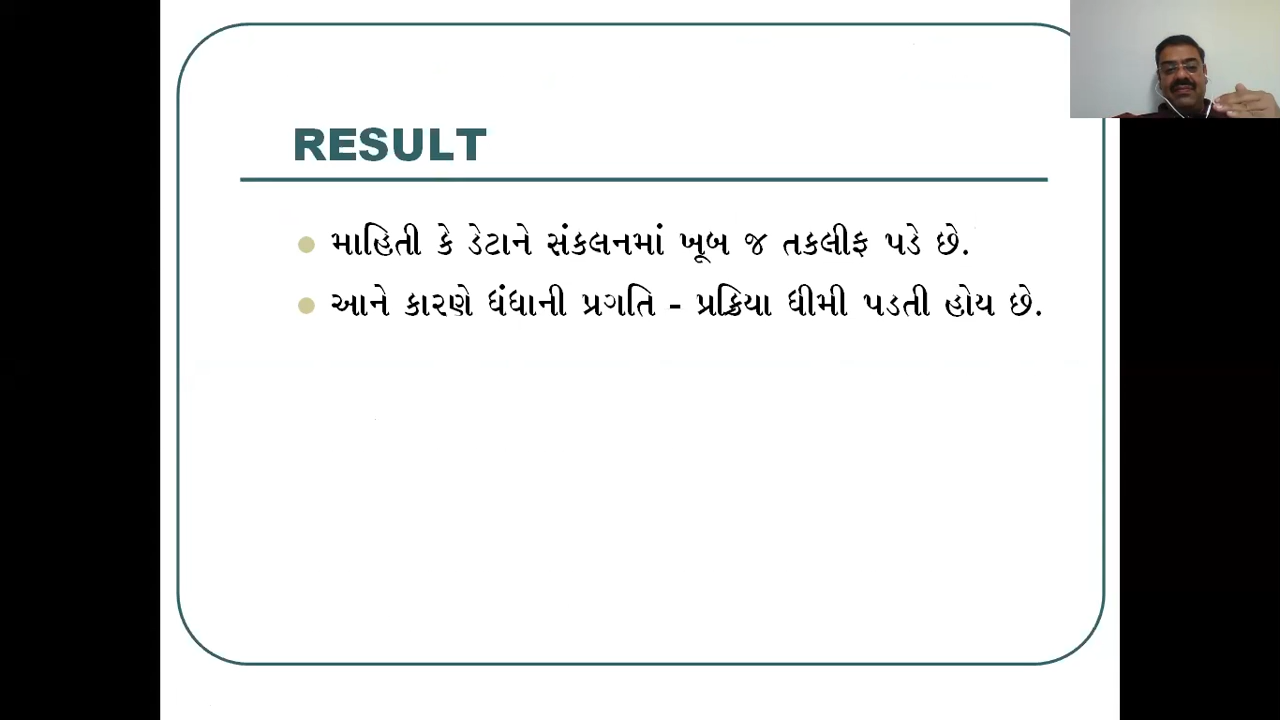 RESULT
માહિતી કે ડેટાને સંકલનમાં ખૂબ જ તકલીફ પડે છે.
આને કારણે ધંધાની પ્રગતિ - પ્રક્રિયા ધીમી પડતી હોય છે.